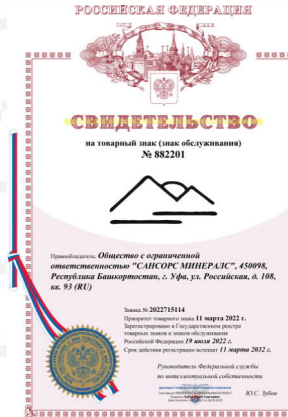 РОССИЙСКАЯ ФЕДЕРАЦИЯ
СВИДЕТЕЛЬСТВО
на товарный знак (знак обслуживания)
№ 882201
Правообладатель: Общество с ограниченной
ответственностью "САНСОРС МИНЕРАЛС", 450098,
Республика Башкортостан, г. Уфа, ул. Российская, д. 108,
кв. 93 (RU)
Заявка № 2022715114
Приоритет товарного знака 11 марта 2022 г.
Зарегистрировано в Государственном реестре
товарных знаков и знаков обслуживания
Российской Федерации 19 июля 2022 г.
Срок действия регистрации истекает 11 марта 2032 г.
Руководитель Федеральной службы
по интеллектуальной собственности
Ю.С. Зубов